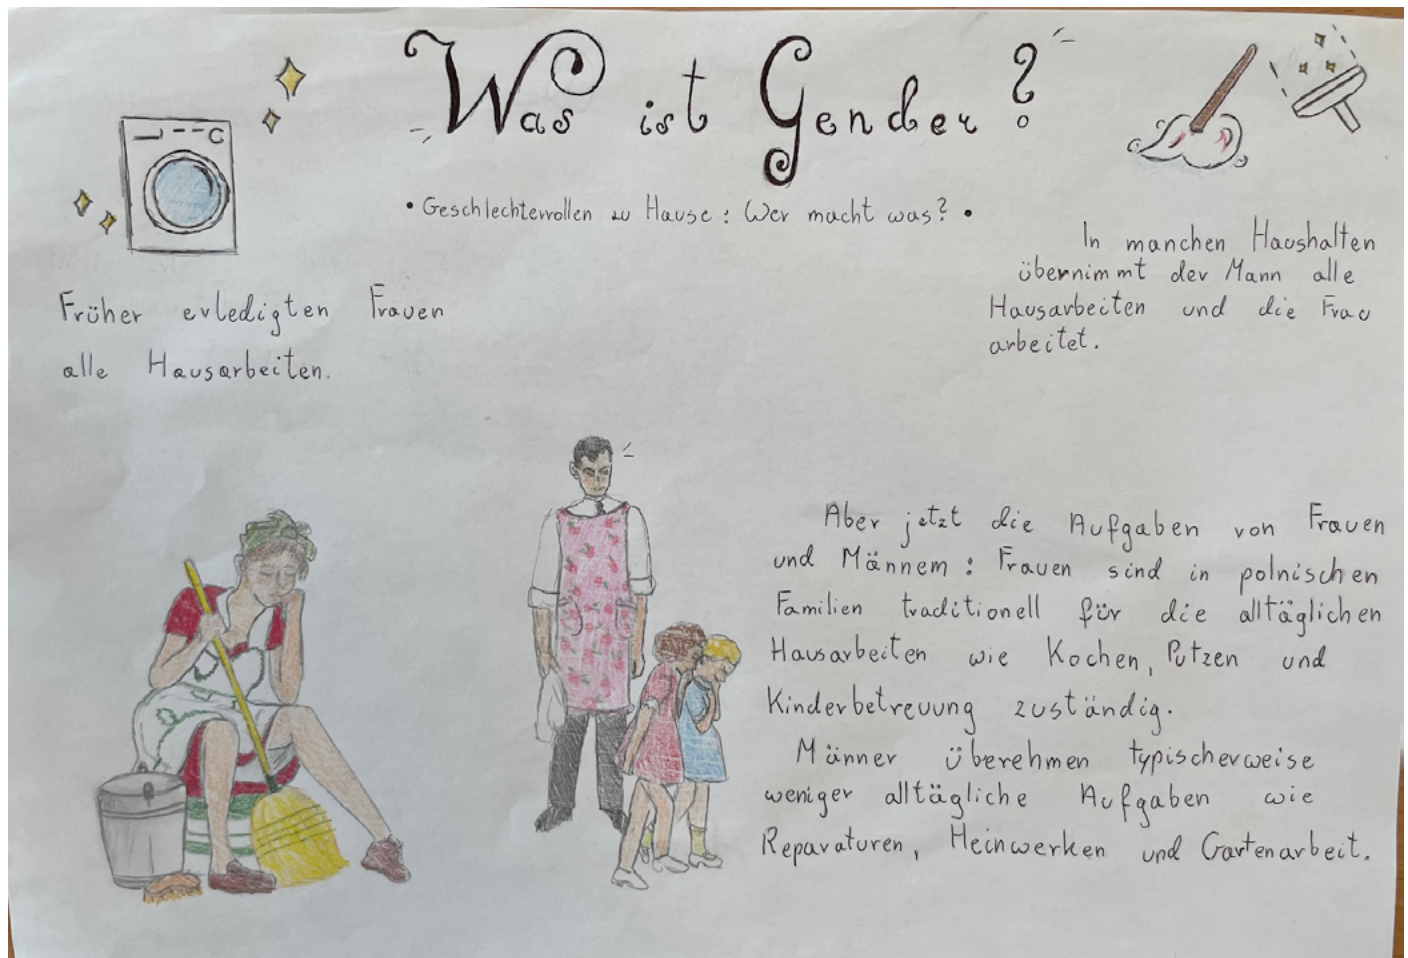 Was ist Gender?
• Geschlechterrollen zu Hause: Wer macht was? •
Früher erledigten Frauen
alle Hausarbeiten.
In manchen Haushalten
übernimmt der Mann alle
Hausarbeiten und die Frau
arbeitet.
Aber jetzt die Aufgaben von Frauen
und Männem: Frauen sind in polnischen
Familien traditionell für die alltäglichen
Hausarbeiten wie Kochen, Putzen und
Kinderbetreuung zuständig.
Männer überehmen typischerweise
weniger alltägliche Aufgaben wie
Reparaturen, Heinwerken und Gartenarbeit.